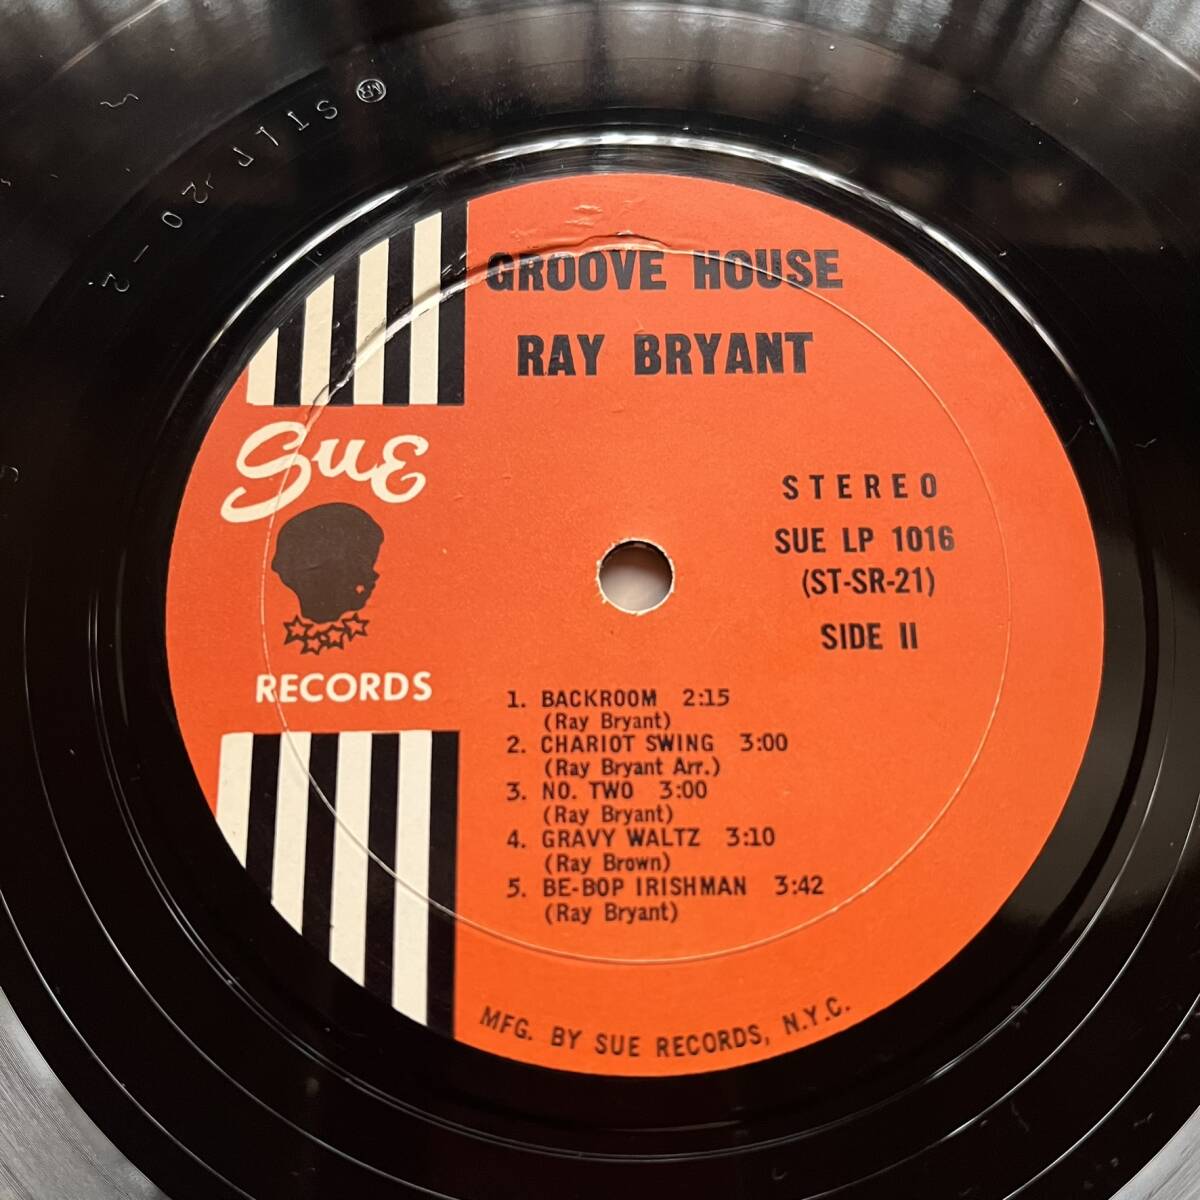 GROOVE HOUSE
RAY BRYANT
Sue
RECORDS
STEREO
SUE LP 1016
(ST-SR-21)
SIDE II
1. BACKROOM 2:15
(Ray Bryant)
2. CHARIOT SWING 3:00
(Ray Bryant Arr.)
3. NO. TWO 3:00
(Ray Bryant)
4. GRAVY WALTZ 3:10
(Ray Brown)
5. BE-BOP IRISHMAN 3:42
(Ray Bryant)
MFG. BY SUE RECORDS, N.Y.C.